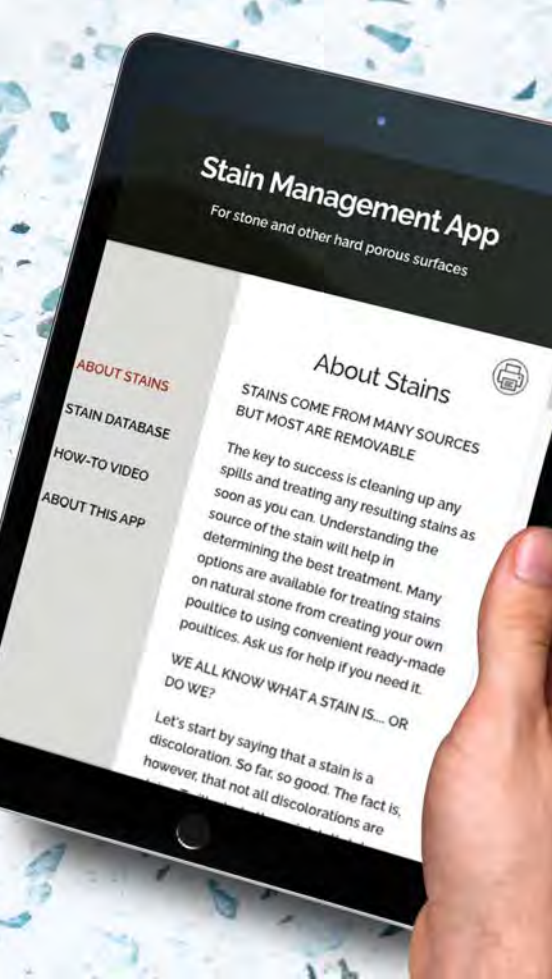 Stain Management App
For stone and other hard porous surfaces
ABOUT STAINS
STAIN DATABASE
HOW-TO VIDEO
ABOUT THIS APP
About Stains
STAINS COME FROM MANY SOURCES
BUT MOST ARE REMOVABLE
The key to success is cleaning up any
spills and treating any resulting stains as
soon as you can. Understanding the
source of the stain will help in
determining the best treatment. Many
options are available for treating stains
on natural stone from creating your own
poultice to using convenient ready-made
poultices. Ask us for help if you need it.
WE ALL KNOW WHAT A STAIN IS.... OR
DO WE?
Let's start by saying that a stain is a
discoloration. So far, so good. The fact is,
however, that not all discolorations are